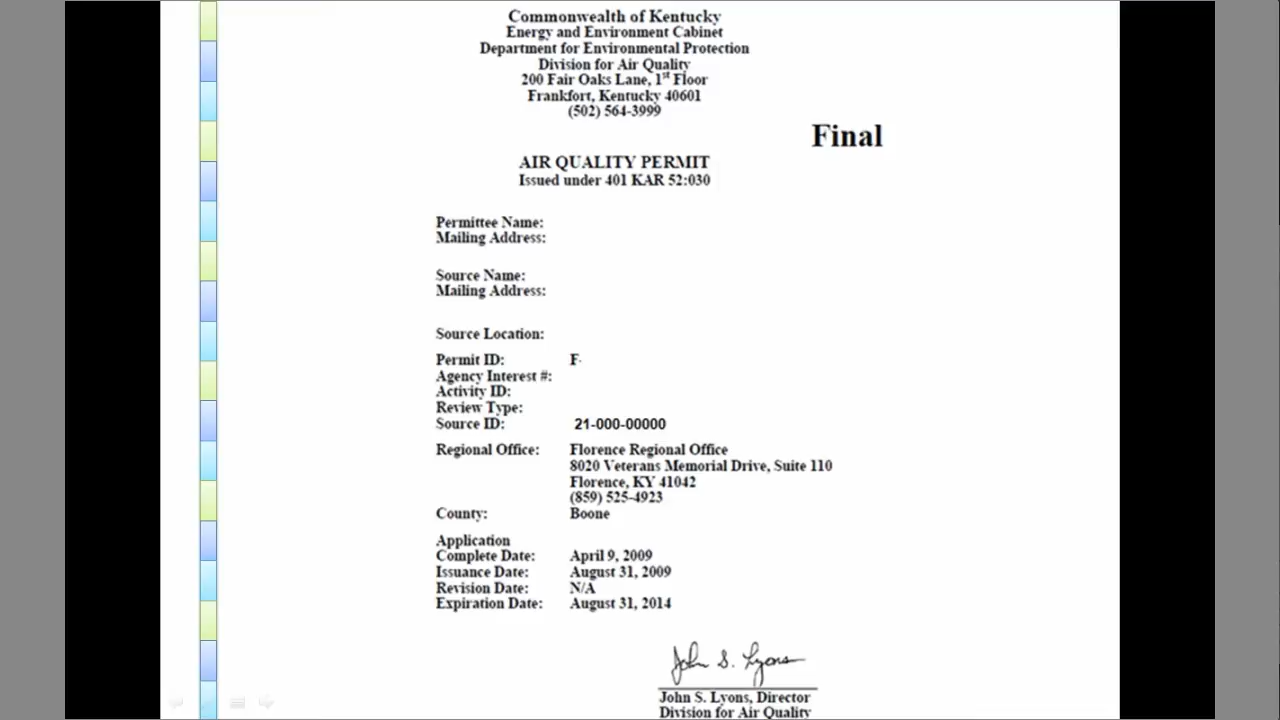 Commonwealth of Kentucky
Energy and Environment Cabinet
Department for Environmental Protection
Division for Air Quality
200 Fair Oaks Lane, 1st Floor
Frankfort, Kentucky 40601
(502) 564-3999
Final
AIR QUALITY PERMIT
Issued under 401 KAR 52:030
Permittee Name:
Mailing Address:
Source Name:
Mailing Address:
Source Location:
Permit ID: F-
Agency Interest #:
Activity ID:
Review Type:
Source ID: 21-000-00000
Regional Office: Florence Regional Office
8020 Veterans Memorial Drive, Suite 110
Florence, KY 41042
(859) 525-4923
County: Boone
Application
Complete Date: April 9, 2009
Issuance Date: August 31, 2009
Revision Date: N/A
Expiration Date: August 31, 2014
John S. Lyons
John S. Lyons, Director
Division for Air Quality